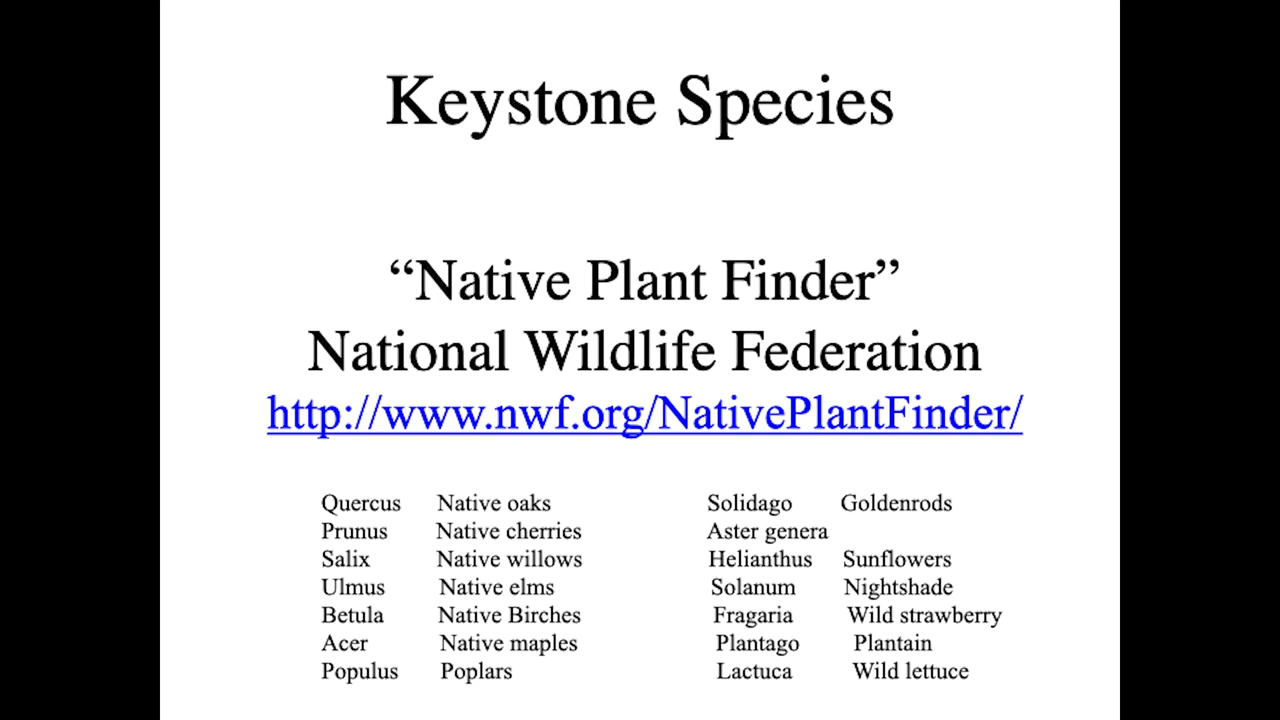 Keystone Species
“Native Plant Finder”
National Wildlife Federation
http://www.nwf.org/NativePlantFinder/
Quercus Native oaks
Prunus Native cherries
Salix Native willows
Ulmus Native elms
Betula Native Birches
Acer Native maples
Populus Poplars
Solidago Goldenrods
Aster genera
Helianthus Sunflowers
Solanum Nightshade
Fragaria Wild strawberry
Plantago Plantain
Lactuca Wild lettuce